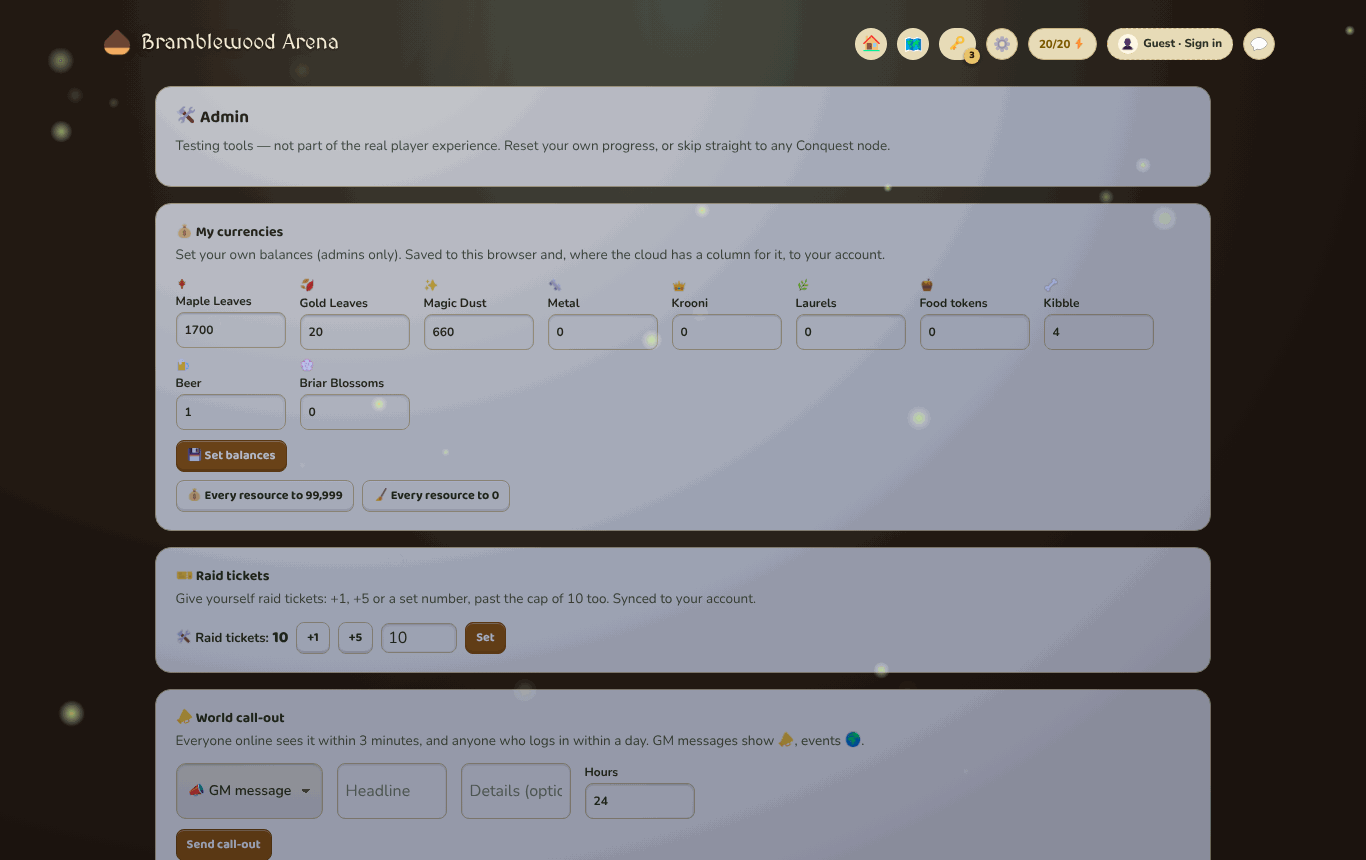 Bramblewood Arena
3
20/20
Guest · Sign in
Admin
Testing tools — not part of the real player experience. Reset your own progress, or skip straight to any Conquest node.
My currencies
Set your own balances (admins only). Saved to this browser and, where the cloud has a column for it, to your account.
Maple Leaves Gold Leaves Magic Dust Metal Krooni Laurels Food tokens Kibble
1700 20 660 0 0 0 0 4
Beer Briar Blossoms
1 0
Set balances
Every resource to 99,999 Every resource to 0
Raid tickets
Give yourself raid tickets: +1, +5 or a set number, past the cap of 10 too. Synced to your account.
Raid tickets: 10 +1 +5 10 Set
World call-out
Everyone online sees it within 3 minutes, and anyone who logs in within a day. GM messages show , events .
Hours
GM message Headline Details (optic 24
Send call-out